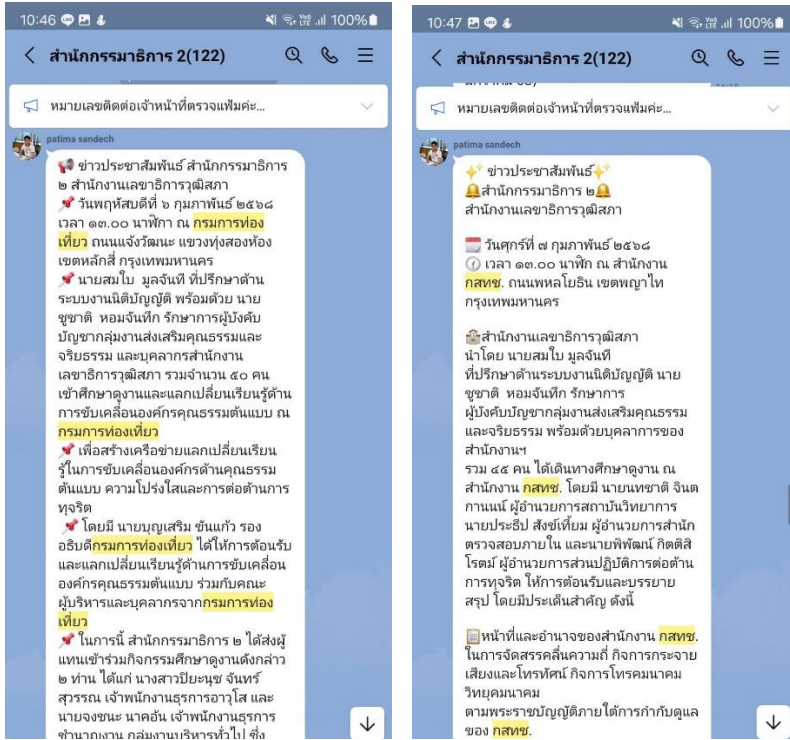 10:46
100%
สำนักกรรมาธิการ 2(122)
หมายเลขติดต่อเจ้าหน้าที่ตรวจแฟ้มค่ะ...
patima sandech
📢 ข่าวประชาสัมพันธ์ สำนักกรรมาธิการ
๒ สำนักงานเลขาธิการวุฒิสภา
📌 วันพฤหัสบดีที่ ๖ กุมภาพันธ์ ๒๕๖๘
เวลา ๑๓.๐๐ นาฬิกา ณ กรมการท่อง
เที่ยว ถนนแจ้งวัฒนะ แขวงทุ่งสองห้อง
เขตหลักสี่ กรุงเทพมหานคร
📌 นายสมใบ มูลจันที ที่ปรึกษาด้าน
ระบบงานนิติบัญญัติ พร้อมด้วย นาย
ชูชาติ หอมจันทึก รักษาการผู้บังคับ
บัญชากลุ่มงานส่งเสริมคุณธรรมและ
จริยธรรม และบุคลากรสำนักงาน
เลขาธิการวุฒิสภา รวมจำนวน ๕๐ คน
เข้าศึกษาดูงานและแลกเปลี่ยนเรียนรู้ด้าน
การขับเคลื่อนองค์กรคุณธรรมต้นแบบ ณ
กรมการท่องเที่ยว
📌 เพื่อสร้างเครือข่ายแลกเปลี่ยนเรียน
รู้ในการขับเคลื่อนองค์กรด้านคุณธรรม
ต้นแบบ ความโปร่งใสและการต่อต้านการ
ทุจริต
📌 โดยมี นายบุญเสริม ขันแก้ว รอง
อธิบดีกรมการท่องเที่ยว ได้ให้การต้อนรับ
และแลกเปลี่ยนเรียนรู้ด้านการขับเคลื่อน
องค์กรคุณธรรมต้นแบบ ร่วมกับคณะ
ผู้บริหารและบุคลากรจากกรมการท่อง
เที่ยว
📌 ในการนี้ สำนักกรรมาธิการ ๒ ได้ส่งผู้
แทนเข้าร่วมกิจกรรมศึกษาดูงานดังกล่าว
๒ ท่าน ได้แก่ นางสาวปิยะนุช จันทร์
สุวรรณ เจ้าพนักงานธุรการอาวุโส และ
นายจงชนะ นาคอ้น เจ้าพนักงานธุรการ
ชำนาญงาน กลุ่มงานบริหารทั่วไป ซึ่ง
10:47
100%
สำนักกรรมาธิการ 2(122)
หมายเลขติดต่อเจ้าหน้าที่ตรวจแฟ้มค่ะ...
patima sandech
✨ ข่าวประชาสัมพันธ์✨
🔔สำนักกรรมาธิการ ๒🔔
สำนักงานเลขาธิการวุฒิสภา
🗓 วันศุกร์ที่ ๗ กุมภาพันธ์ ๒๕๖๘
🕐 เวลา ๑๓.๐๐ นาฬิก ณ สำนักงาน
กสทช. ถนนพหลโยธิน เขตพญาไท
กรุงเทพมหานคร
🏫สำนักงานเลขาธิการวุฒิสภา
นำโดย นายสมใบ มูลจันที
ที่ปรึกษาด้านระบบงานนิติบัญญัติ นาย
ชูชาติ หอมจันทึก รักษาการ
ผู้บังคับบัญชากลุ่มงานส่งเสริมคุณธรรม
และจริยธรรม พร้อมด้วยบุคลาการของ
สำนักงานฯ
รวม ๔๕ คน ได้เดินทางศึกษาดูงาน ณ
สำนักงาน กสทช. โดยมี นายนทชาติ จินต
กานนท์ ผู้อำนวยการสถาบันวิทยาการ
นายประธีป สังข์เที้ยม ผู้อำนวยการสำนัก
ตรวจสอบภายใน และนายพิพัฒน์ กิตติสิ
โรตม์ ผู้อำนวยการส่วนปฏิบัติการต่อต้าน
การทุจริต ให้การต้อนรับและบรรยาย
สรุป โดยมีประเด็นสำคัญ ดังนี้
📋หน้าที่และอำนาจของสำนักงาน กสทช.
ในการจัดสรรคลื่นความถี่ กิจการกระจาย
เสียงและโทรทัศน์ กิจการโทรคมนาคม
วิทยุคมนาคม
ตามพระราชบัญญัติภายใต้การกำกับดูแล
ของ กสทช.